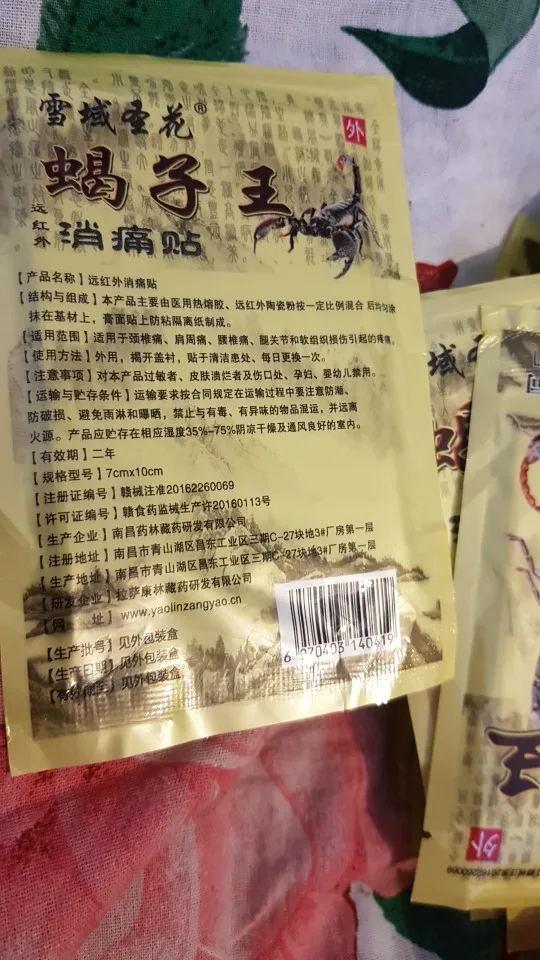 雪域圣花®
外
蝎子王
远红外
消痛贴
【产品名称】远红外消痛贴
【结构与组成】本产品主要由医用热熔胶、远红外陶瓷粉按一定比例混合 后均匀涂
抹在基材上，膏面贴上防粘隔离纸制成。
【适用范围】适用于颈椎痛、肩周痛、腰椎痛、腿关节和软组织损伤引起的疼痛。
【使用方法】外用，揭开盖衬，贴于清洁患处、每日更换一次。
【注意事项】对本产品过敏者、皮肤溃烂者及伤口处、孕妇、婴幼儿禁用。
【运输与贮存条件】运输要求按合同规定在运输过程中要注意防潮、
防破损、避免雨淋和曝晒，禁止与有毒、有异味的物品混运，并远离
火源。产品应贮存在相应湿度35%-75%阴凉干燥及通风良好的室内。
【有效期】二年
【规格型号】7cmx10cm
【注册证编号】赣械注准20162260069
【许可证编号】赣食药监械生产许20160113号
【生产企业】南昌药林藏药研发有限公司
【注册地址】南昌市青山湖区昌东工业区三期C-27块地3#厂房第一层
【生产地址】南昌市青山湖区昌东工业区三期C-27块地3#厂房第一层
【研发企业】拉萨康林藏药研发有限公司
【网 址】www.yaolinzangyao.cn
【生产批号】见外包装盒
【生产日期】见外包装盒
见外包装盒
6 970403 140419
域圣
王
外